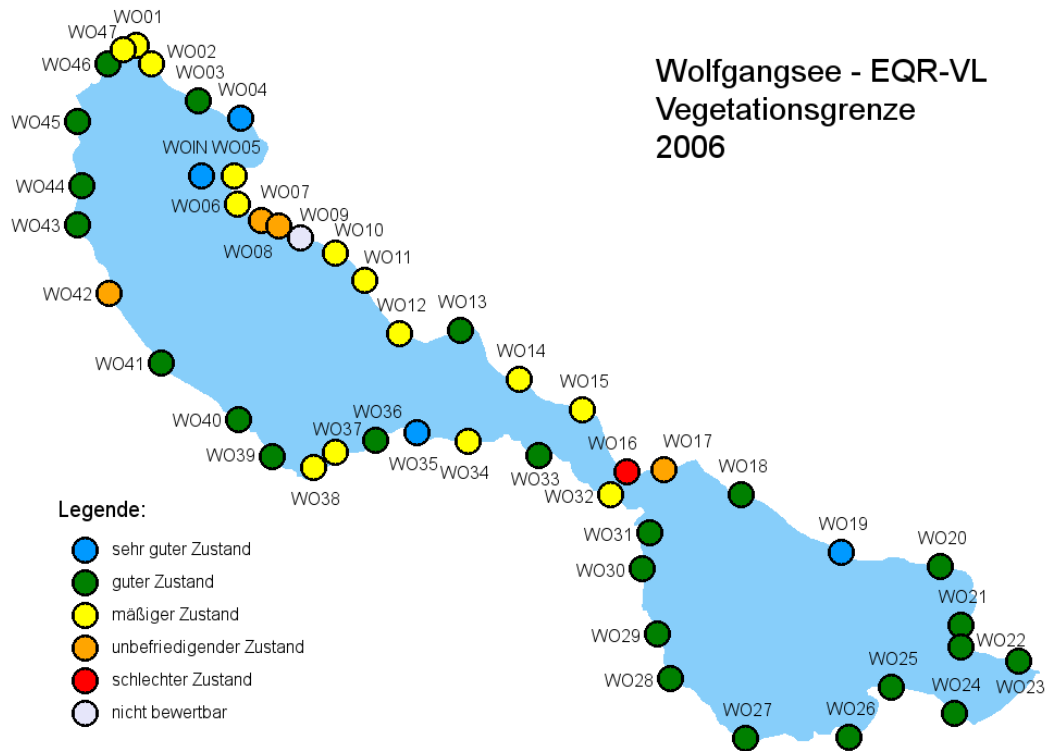 Wolfgangsee - EQR-VL
Vegetationsgrenze
2006
WO47
WO01
WO02
WO46
WO03
WO04
WO45
WOIN
WO05
WO44
WO06
WO07
WO43
WO08
WO09
WO10
WO11
WO42
WO12
WO13
WO41
WO14
WO15
WO40
WO37
WO36
WO39
WO38
WO35
WO34
WO33
WO16
WO17
WO32
WO18
WO31
WO19
WO20
WO30
WO21
WO29
WO22
WO28
WO25
WO23
WO24
WO27
WO26
Legende:
sehr guter Zustand
guter Zustand
mäßiger Zustand
unbefriedigender Zustand
schlechter Zustand
nicht bewertbar